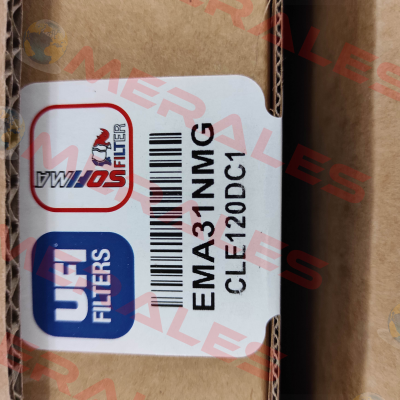 SOFIMA
FILTER
UFI
FILTERS
EMA31NMG
CLE120DC1
MERALES
MERALES
MERALES